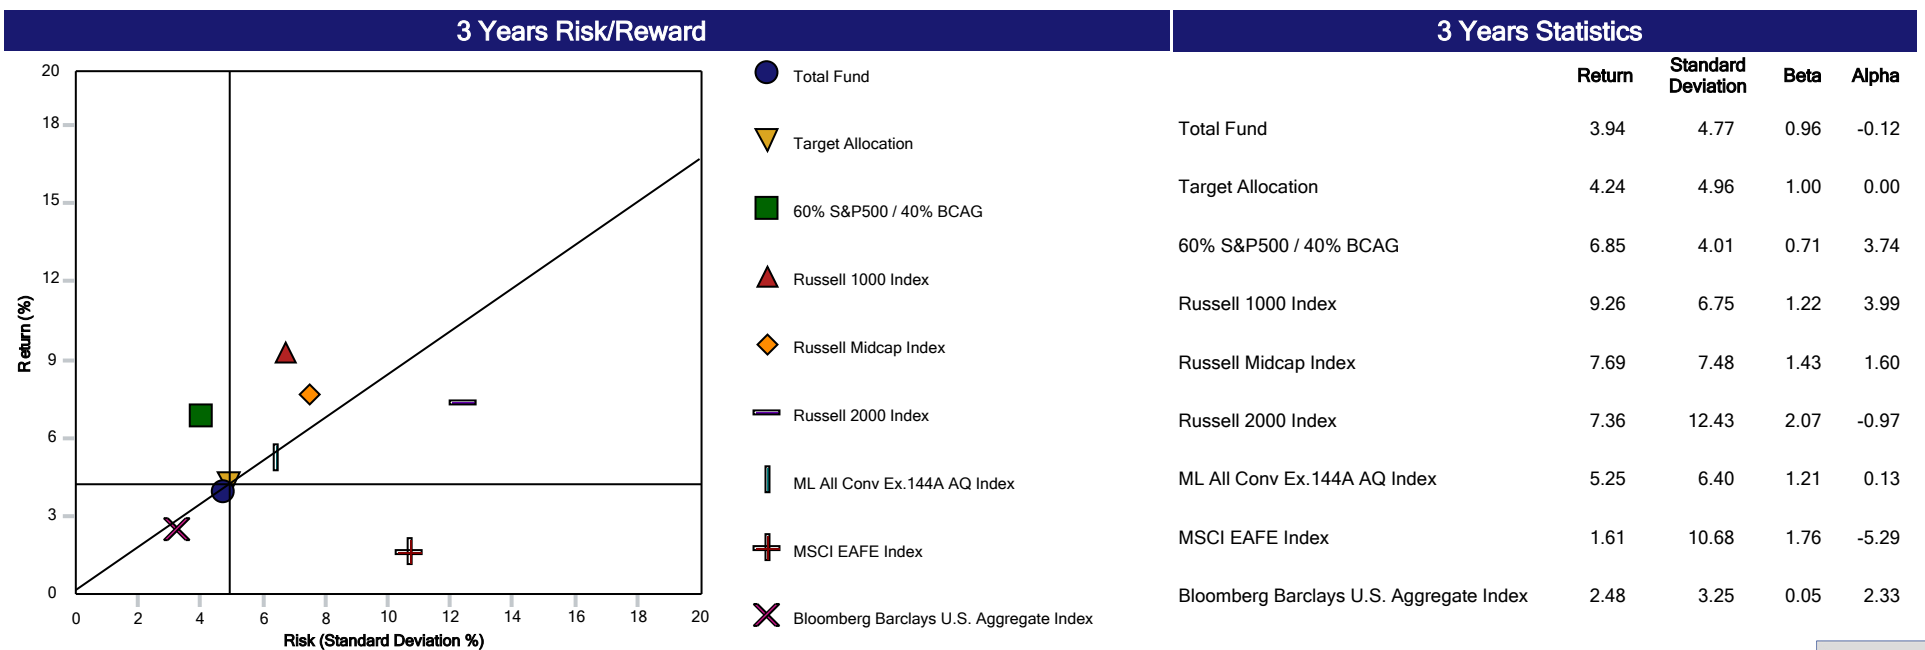 3 Years Risk/Reward
3 Years Statistics
20
18
15
12
9
6
3
0
Return (%)
0 2 4 6 8 10 12 14 16 18 20
Risk (Standard Deviation %)
Total Fund
Target Allocation
60% S&P500 / 40% BCAG
Russell 1000 Index
Russell Midcap Index
Russell 2000 Index
ML All Conv Ex.144A AQ Index
MSCI EAFE Index
Bloomberg Barclays U.S. Aggregate Index
Return Standard Deviation Beta Alpha
Total Fund 3.94 4.77 0.96 -0.12
Target Allocation 4.24 4.96 1.00 0.00
60% S&P500 / 40% BCAG 6.85 4.01 0.71 3.74
Russell 1000 Index 9.26 6.75 1.22 3.99
Russell Midcap Index 7.69 7.48 1.43 1.60
Russell 2000 Index 7.36 12.43 2.07 -0.97
ML All Conv Ex.144A AQ Index 5.25 6.40 1.21 0.13
MSCI EAFE Index 1.61 10.68 1.76 -5.29
Bloomberg Barclays U.S. Aggregate Index 2.48 3.25 0.05 2.33